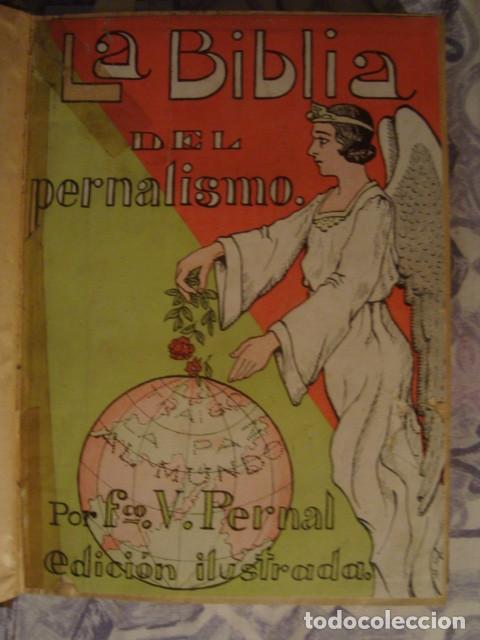 La Biblia
DEL
pernalismo.
LA PAZ
AL MUNDO
Por fco. V. Pernal
edición ilustrada.
todocoleccion